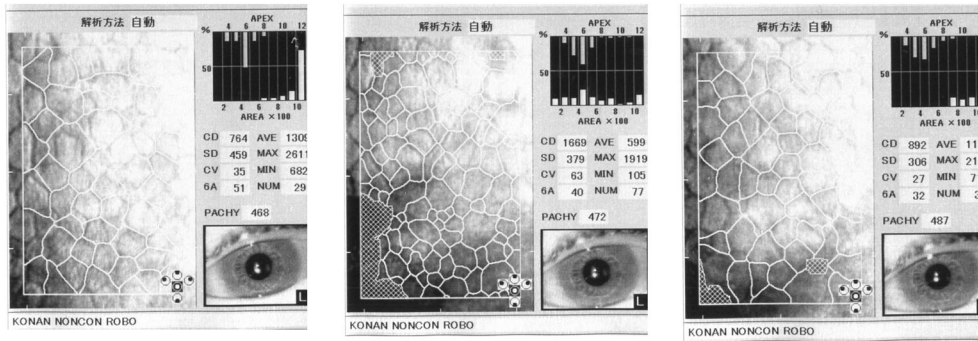 解析方法 自動
APEX
% 4 6 8 10 12
50
2 4 6 8 10
AREA ×100
CD 764 AVE 1309
SD 459 MAX 2611
CV 35 MIN 682
6A 51 NUM 29
PACHY 468
L
KONAN NONCON ROBO
解析方法 自動
APEX
% 4 6 8 10 12
50
2 4 6 8 10
AREA ×100
CD 1669 AVE 599
SD 379 MAX 1919
CV 63 MIN 105
6A 40 NUM 77
PACHY 472
L
KONAN NONCON ROBO
解析方法 自動
APEX
% 4 6 8 10
50
2 4 6 8 10
AREA ×100
CD 892 AVE 11
SD 306 MAX 21
CV 27 MIN 7
6A 32 NUM
PACHY 487
KONAN NONCON ROBO